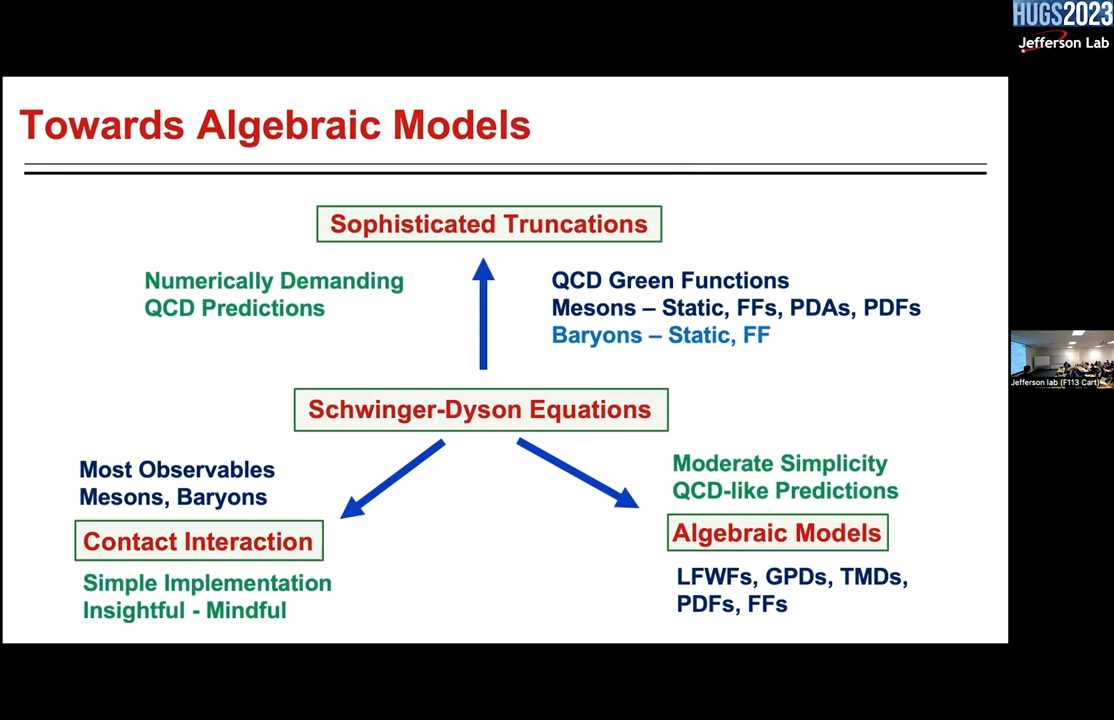 HUGS2023
Jefferson Lab
Towards Algebraic Models
Sophisticated Truncations
Numerically Demanding
QCD Predictions
QCD Green Functions
Mesons – Static, FFs, PDAs, PDFs
Baryons – Static, FF
Schwinger-Dyson Equations
Most Observables
Mesons, Baryons
Contact Interaction
Simple Implementation
Insightful - Mindful
Moderate Simplicity
QCD-like Predictions
Algebraic Models
LFWFs, GPDs, TMDs,
PDFs, FFs
Jefferson lab (F113 Cart)